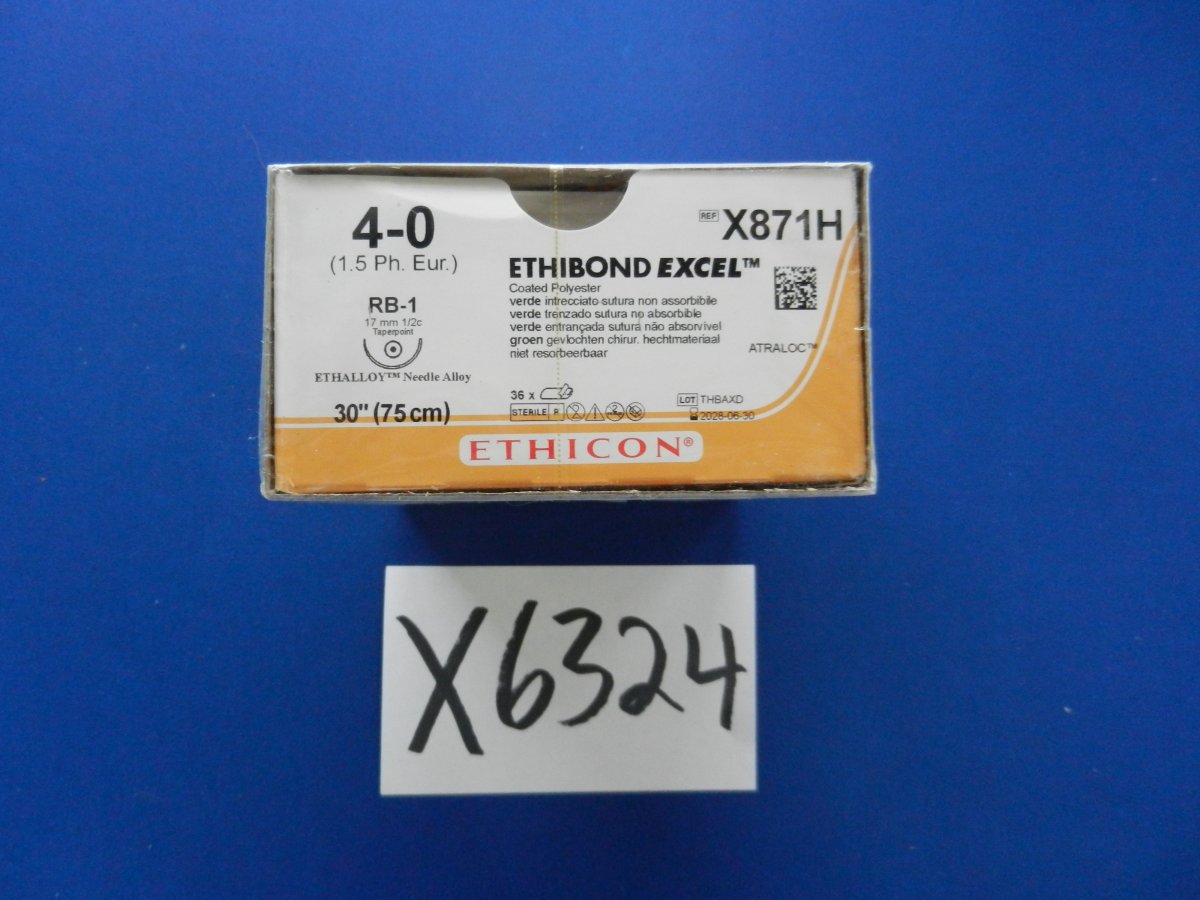 4-0
(1.5 Ph. Eur.)
RB-1
17 mm 1/2c
Taperpoint
ETHALLOY™ Needle Alloy
30" (75 cm)
REF X871H
ETHIBOND EXCEL™
Coated Polyester
verde intrecciato sutura non assorbibile
verde trenzado sutura no absorbible
verde entrançada sutura não absorvivel
groen gevlochten chirur. hechtmateriaal
niet resorbeerbaar
ATRALOC™
36 x
STERILE R
LOT THBAXD
2028-06-30
ETHICON®
X6324